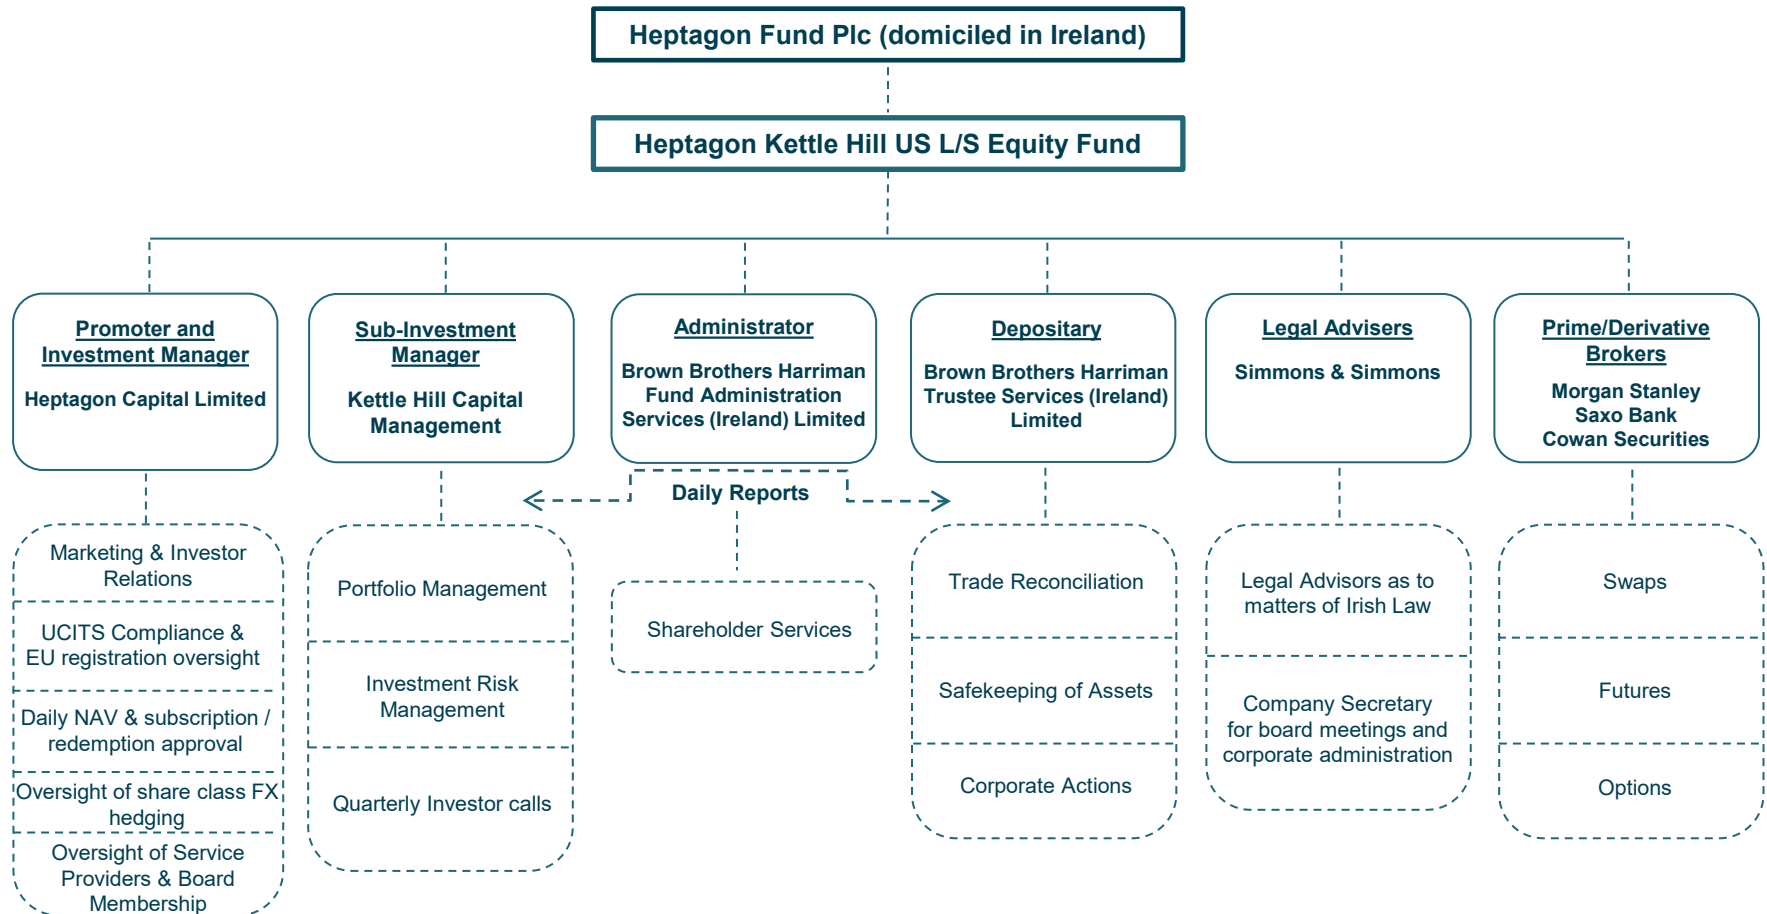 Heptagon Fund Plc (domiciled in Ireland)
Heptagon Kettle Hill US L/S Equity Fund
Promoter and
Investment Manager
Heptagon Capital Limited
Sub-Investment
Manager
Kettle Hill Capital
Management
Administrator
Brown Brothers Harriman
Fund Administration
Services (Ireland) Limited
Depositary
Brown Brothers Harriman
Trustee Services (Ireland)
Limited
Legal Advisers
Simmons & Simmons
Prime/Derivative
Brokers
Morgan Stanley
Saxo Bank
Cowan Securities
Daily Reports
Marketing & Investor
Relations
UCITS Compliance &
EU registration oversight
Daily NAV & subscription /
redemption approval
Oversight of share class FX
hedging
Oversight of Service
Providers & Board
Membership
Portfolio Management
Investment Risk
Management
Quarterly Investor calls
Shareholder Services
Trade Reconciliation
Safekeeping of Assets
Corporate Actions
Legal Advisors as to
matters of Irish Law
Company Secretary
for board meetings and
corporate administration
Swaps
Futures
Options